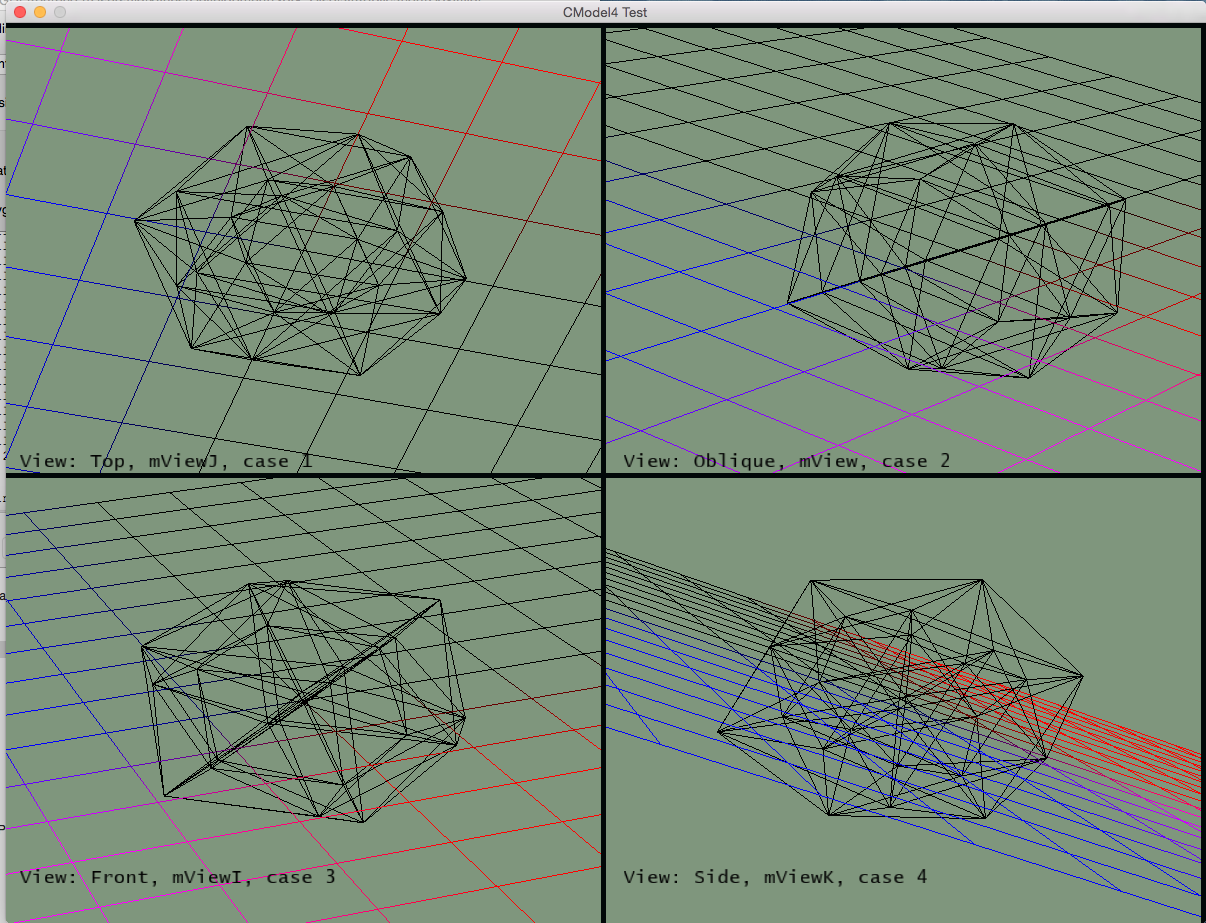 CModel4 Test
View: Top, mViewJ, case 1
View: Oblique, mView, case 2
View: Front, mViewI, case 3
View: Side, mViewK, case 4